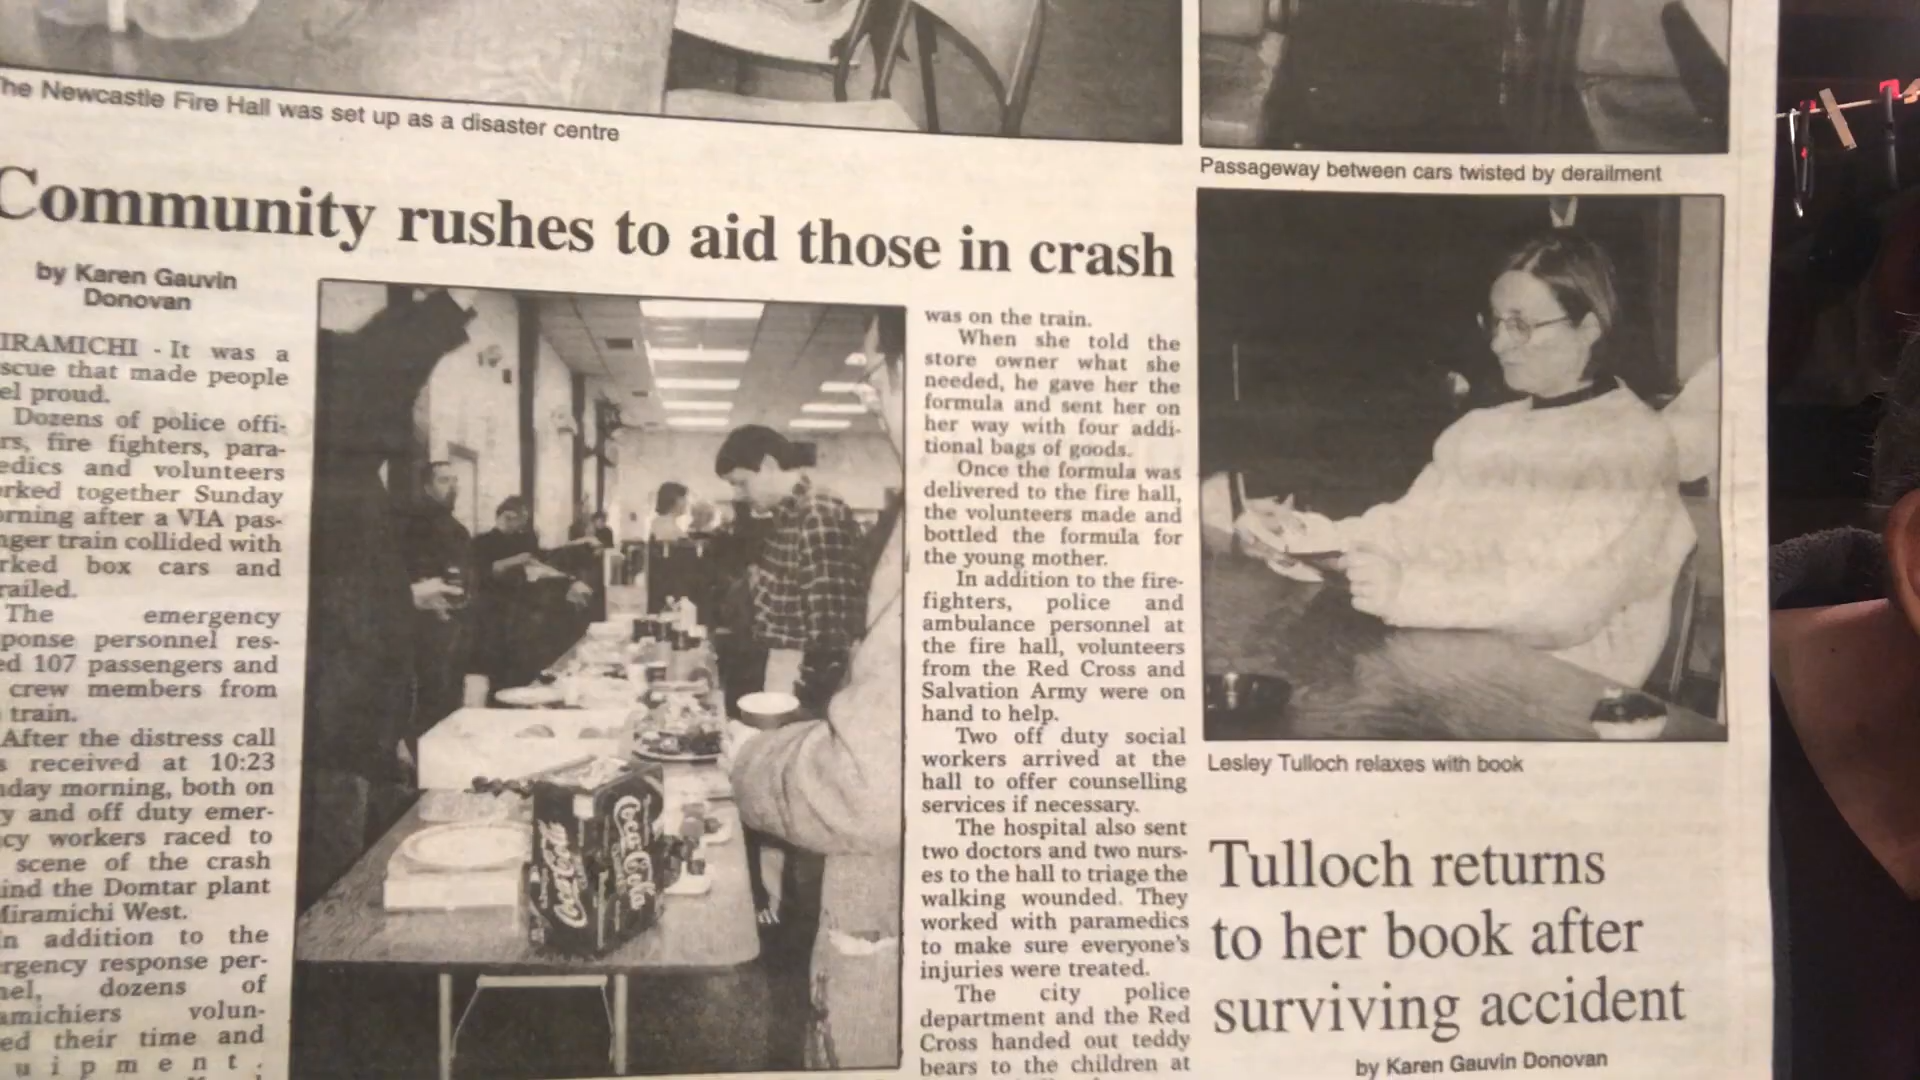 The Newcastle Fire Hall was set up as a disaster centre
Community rushes to aid those in crash
by Karen Gauvin
Donovan
IRAMICHI - It was a
scue that made people
el proud.
Dozens of police offi-
rs, fire fighters, para-
edics and volunteers
orked together Sunday
orning after a VIA pas-
nger train collided with
rked box cars and
railed.
The emergency
ponse personnel res-
ed 107 passengers and
crew members from
train.
After the distress call
s received at 10:23
nday morning, both on
y and off duty emer-
cy workers raced to
scene of the crash
ind the Domtar plant
Miramichi West.
In addition to the
rgency response per-
nel, dozens of
amichiers volun-
ed their time and
u i p m e n t .
Coca-Cola
Coca-Cola
was on the train.
When she told the
store owner what she
needed, he gave her the
formula and sent her on
her way with four addi-
tional bags of goods.
Once the formula was
delivered to the fire hall,
the volunteers made and
bottled the formula for
the young mother.
In addition to the fire-
fighters, police and
ambulance personnel at
the fire hall, volunteers
from the Red Cross and
Salvation Army were on
hand to help.
Two off duty social
workers arrived at the
hall to offer counselling
services if necessary.
The hospital also sent
two doctors and two nurs-
es to the hall to triage the
walking wounded. They
worked with paramedics
to make sure everyone's
injuries were treated.
The city police
department and the Red
Cross handed out teddy
bears to the children at
Passageway between cars twisted by derailment
Lesley Tulloch relaxes with book
Tulloch returns
to her book after
surviving accident
by Karen Gauvin Donovan